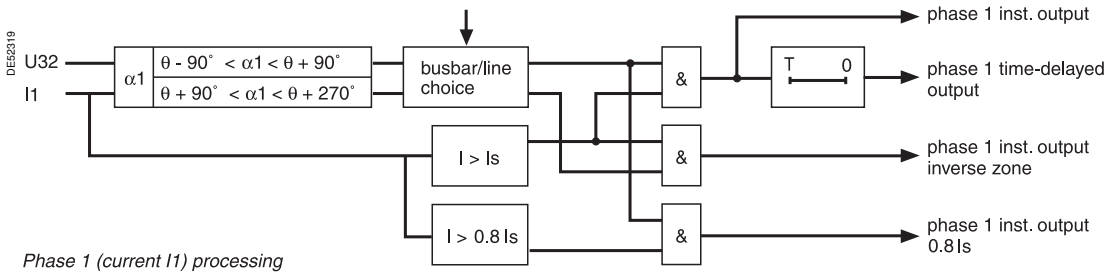 DE52319
U32
I1
α1
θ - 90° < α1 < θ + 90°
θ + 90° < α1 < θ + 270°
busbar/line
choice
I > Is
I > 0.8 Is
&
&
&
T 0
phase 1 inst. output
phase 1 time-delayed
output
phase 1 inst. output
inverse zone
phase 1 inst. output
0.8 Is
Phase 1 (current I1) processing